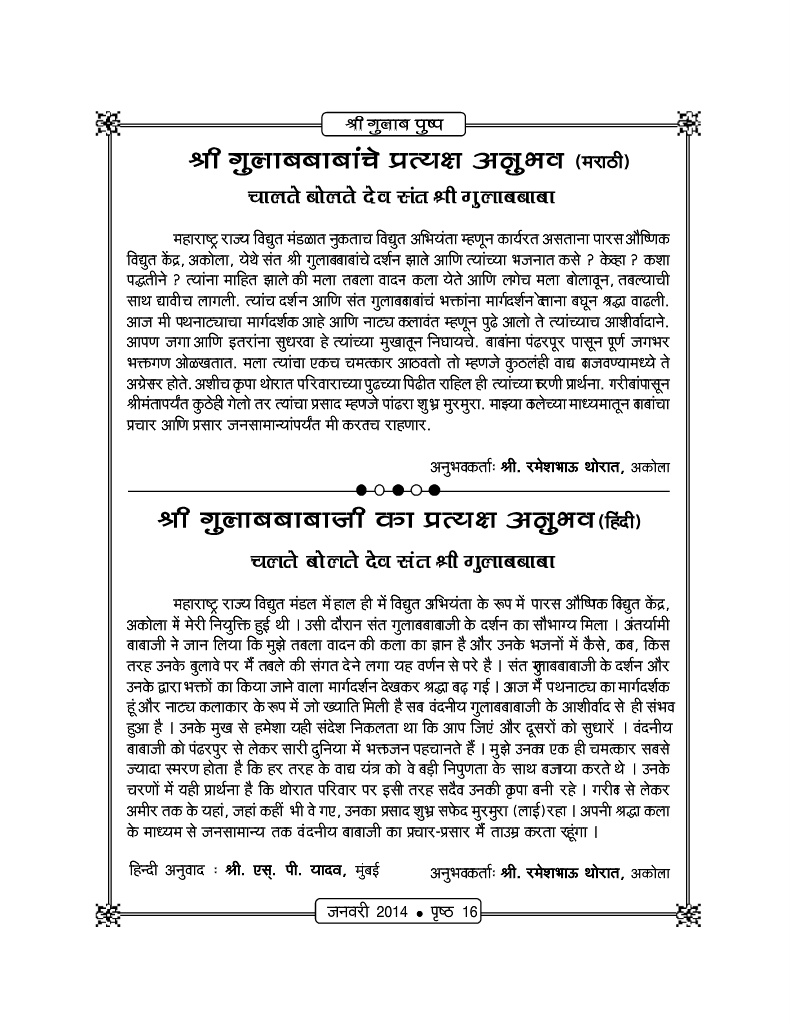 श्री गुलाब पुष्प
श्री गुलाबबाबांचे प्रत्यक्ष अनुभव (मराठी)
चालते बोलते देव संत श्री गुलाबबाबा
महाराष्ट्र राज्य विद्युत मंडळात नुकताच विद्युत अभियंता म्हणून कार्यरत असताना पारस औष्णिक
विद्युत केंद्र, अकोला, येथे संत श्री गुलाबबाबांचे दर्शन झाले आणि त्यांच्या भजनात कसे ? केव्हा ? कशा
पद्धतीने ? त्यांना माहित झाले की मला तबला वादन कला येते आणि लगेच मला बोलावून, तबल्याची
साथ द्यावीच लागली. त्यांच दर्शन आणि संत गुलाबबाबांचं भक्तांना मार्गदर्शन बघून श्रद्धा वाढली.
आज मी पथनाट्याचा मार्गदर्शक आहे आणि नाट्य कलावंत म्हणून पुढे आलो ते त्यांच्याच आशीर्वादाने.
आपण जगा आणि इतरांना सुधरवा हे त्यांच्या मुखातून निघायचे. बाबांना पंढरपूर पासून पूर्ण जगभर
भक्तगण ओळखतात. मला त्यांचा एकच चमत्कार आठवतो तो म्हणजे कुठलंही वाद्य वाजवण्यामध्ये ते
अग्रेसर होते. अशीच कृपा थोरात परिवाराच्या पुढच्या पिढीत राहिल ही त्यांच्या चरणी प्रार्थना. गरीबांपासून
श्रीमंतापर्यंत कुठेही गेलो तर त्यांचा प्रसाद म्हणजे पांढरा शुभ्र मुरमुरा. माझ्या कलेच्या माध्यमातून बाबांचा
प्रचार आणि प्रसार जनसामान्यांपर्यंत मी करतच राहणार.
अनुभवकर्ताः श्री. रमेशभाऊ थोरात, अकोला
श्री गुलाबबाबाजी का प्रत्यक्ष अनुभव (हिंदी)
चलते बोलते देव संत श्री गुलाबबाबा
महाराष्ट्र राज्य विद्युत मंडल में हाल ही में विद्युत अभियंता के रूप में पारस औष्णिक विद्युत केंद्र,
अकोला में मेरी नियुक्ति हुई थी । उसी दौरान संत गुलाबबाबाजी के दर्शन का सौभाग्य मिला । अंतर्यामी
बाबाजी ने जान लिया कि मुझे तबला वादन की कला का ज्ञान है और उनके भजनों में कैसे, कब, किस
तरह उनके बुलावे पर मैं तबले की संगत देने लगा यह वर्णन से परे है । संत गुलाबबाबाजी के दर्शन और
उनके द्वारा भक्तों का किया जाने वाला मार्गदर्शन देखकर श्रद्धा बढ़ गई । आज मैं पथनाट्य का मार्गदर्शक
हूं और नाट्य कलाकार के रूप में जो ख्याति मिली है सब वंदनीय गुलाबबाबाजी के आशीर्वाद से ही संभव
हुआ है । उनके मुख से हमेशा यही संदेश निकलता था कि आप जिएं और दूसरों को सुधारें । वंदनीय
बाबाजी को पंढरपुर से लेकर सारी दुनिया में भक्तजन पहचानते हैं । मुझे उनका एक ही चमत्कार सबसे
ज्यादा स्मरण होता है कि हर तरह के वाद्य यंत्र को वे बड़ी निपुणता के साथ बजाया करते थे । उनके
चरणों में यही प्रार्थना है कि थोरात परिवार पर इसी तरह सदैव उनकी कृपा बनी रहे । गरीब से लेकर
अमीर तक के यहां, जहां कहीं भी वे गए, उनका प्रसाद शुभ्र सफेद मुरमुरा (लाई) रहा । अपनी श्रद्धा कला
के माध्यम से जनसामान्य तक वंदनीय बाबाजी का प्रचार-प्रसार मैं ताउम्र करता रहूंगा ।
हिन्दी अनुवाद : श्री. एस्. पी. यादव, मुंबई
अनुभवकर्ताः श्री. रमेशभाऊ थोरात, अकोला
जनवरी 2014 ● पृष्ठ 16